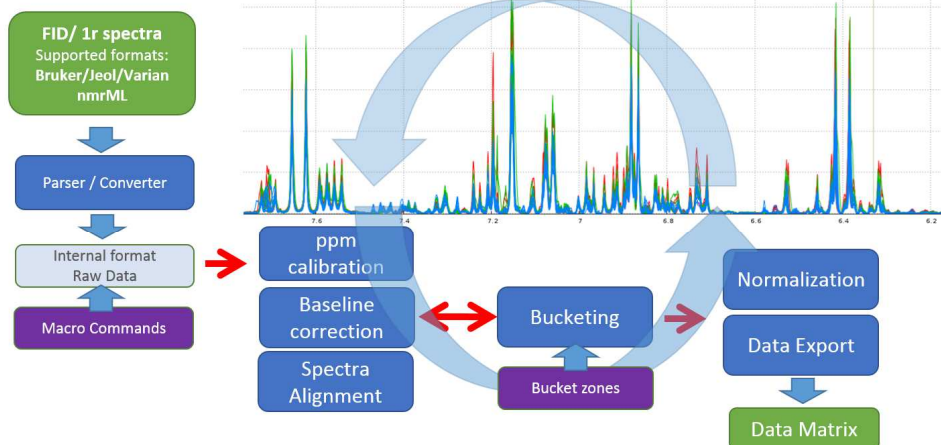 FID/ 1r spectra
Supported formats:
Bruker/Jeol/Varian
nmrML
Parser / Converter
Internal format
Raw Data
Macro Commands
7.6
7.4
7.2
7
6.8
6.6
6.4
6.2
ppm
calibration
Baseline
correction
Spectra
Alignment
Bucketing
Bucket zones
Normalization
Data Export
Data Matrix